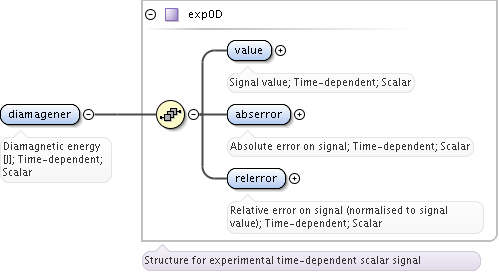 exp0D
value
Signal value; Time-dependent; Scalar
diamagener
Diamagnetic energy
[J]; Time-dependent;
Scalar
abserror
Absolute error on signal; Time-dependent; Scalar
relerror
Relative error on signal (normalised to signal
value); Time-dependent; Scalar
Structure for experimental time-dependent scalar signal